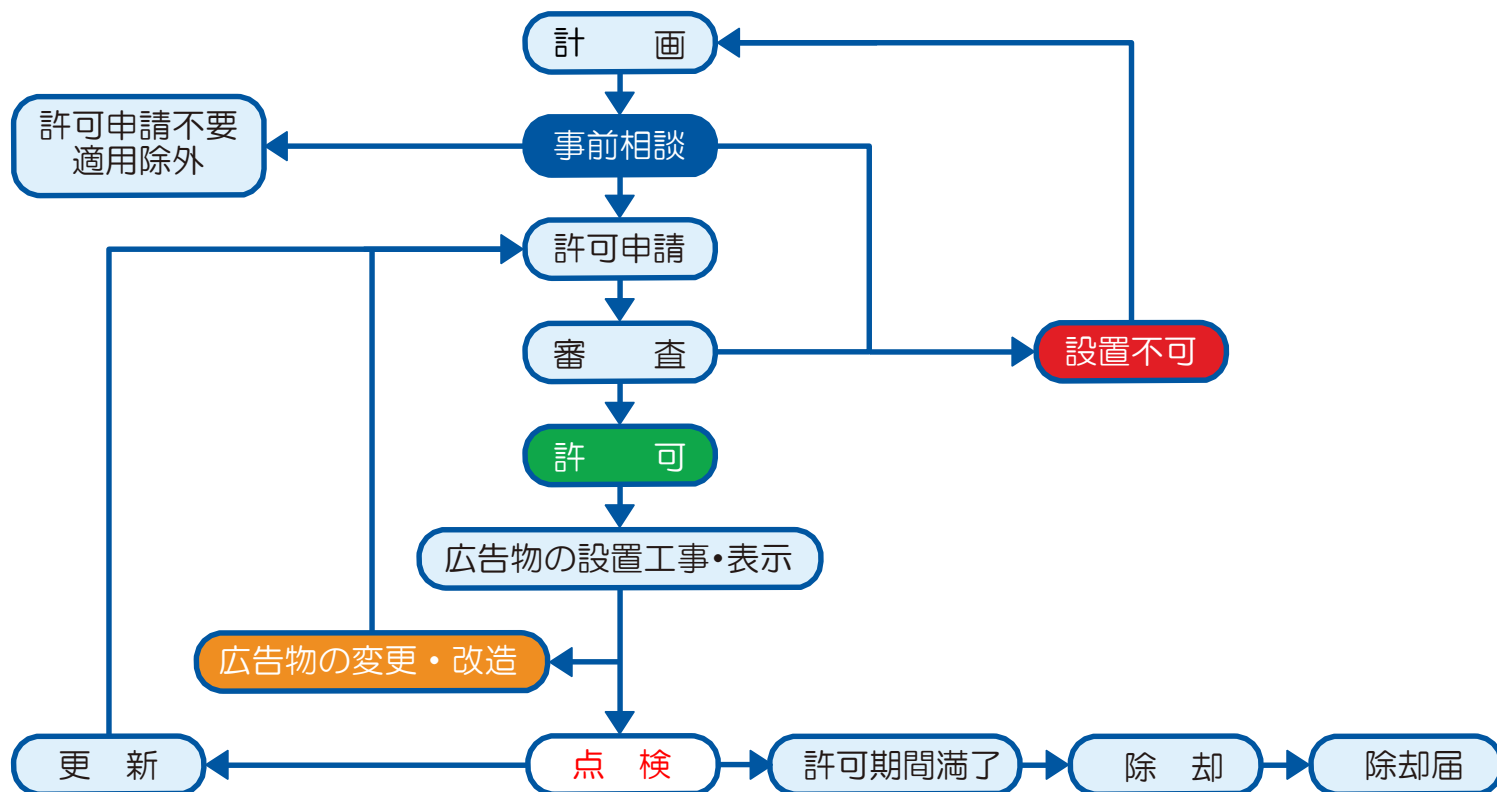 計　画
許可申請不要
適用除外
事前相談
許可申請
審　査
設置不可
許　可
広告物の設置工事・表示
広告物の変更・改造
更　新
点　検
許可期間満了
除　却
除却届